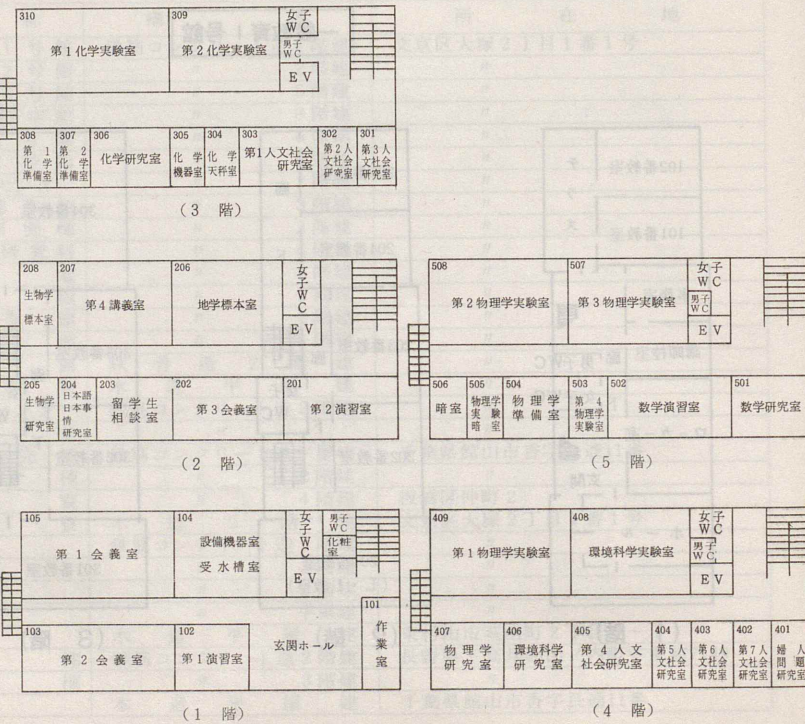 310
第1化学実験室
309
第2化学実験室
女子
WC
男子
WC
EV
308
第 1
化 学
準備室
307
第 2
化 学
準備室
306
化学研究室
305
化 学
機器室
304
化 学
天秤室
303
第1人文社会
研究室
302
第2人
文社会
研究室
301
第3人
文社会
研究室
(3 階)
208
生物学
標本室
207
第4講義室
206
地学標本室
女子WC
EV
205
生物学
研究室
204
日本語
日本事
情
研究室
203
留学生
相談室
202
第3会議室
201
第2演習室
(2 階)
508
第2物理学実験室
507
第3物理学実験室
女子
WC
男子
WC
EV
506
暗室
505
物理学
実 験
暗 室
504
物理学
準備室
503
第 4
物理学
実験室
502
数学演習室
501
数学研究室
(5 階)
105
第1会議室
104
設備機器室
受水槽室
女子WC
男子
WC
化粧
室
EV
103
第2会議室
102
第1演習室
玄関ホール
101
作業室
(1 階)
409
第1物理学実験室
408
環境科学実験室
女子
WC
男子
WC
EV
407
物理学
研究室
406
環境科学
研究室
405
第4人文
社会研究室
404
第5人
文社会
研究室
403
第6人
文社会
研究室
402
第7人
文社会
研究室
401
婦 人
問 題
研究室
(4 階)